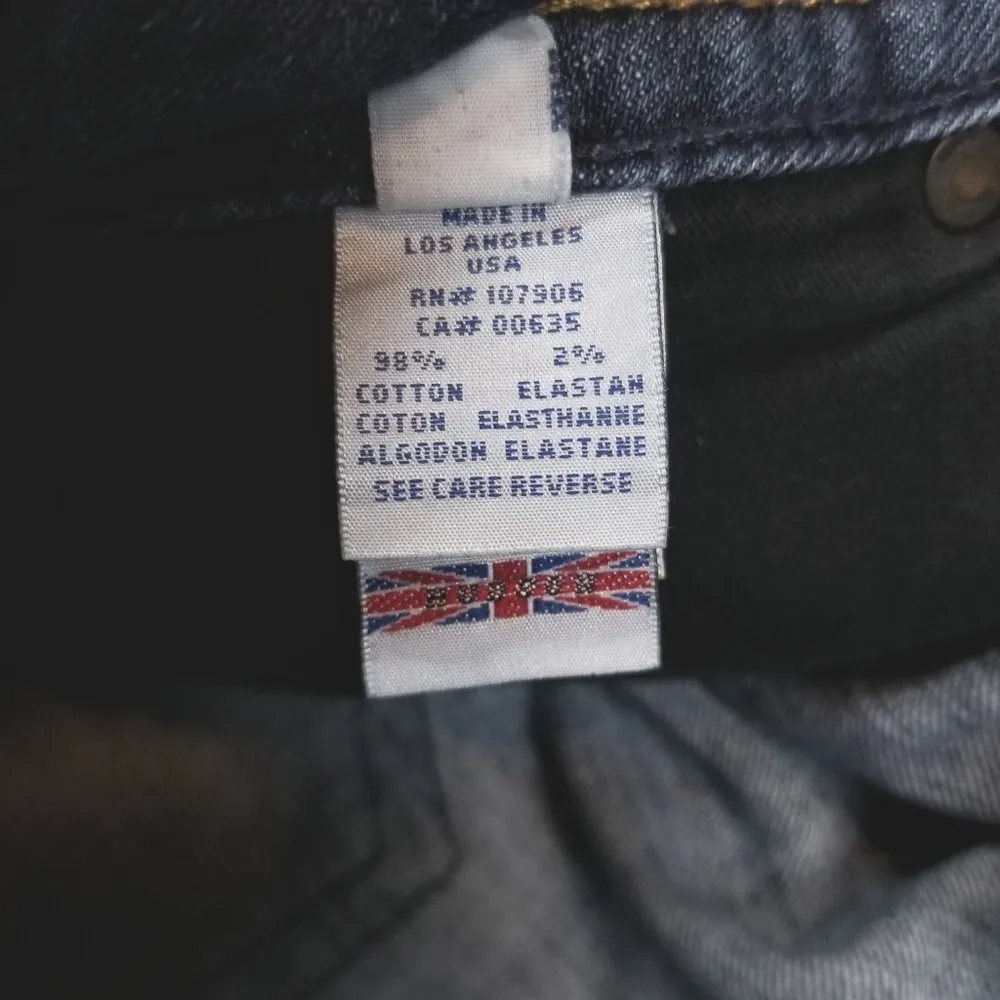 MADE IN
LOS ANGELES
USA
RN# 107906
CA# 00635
98% 2%
COTTON ELASTAN
COTON ELASTHANNE
ALGODON ELASTANE
SEE CARE REVERSE
HUDSON